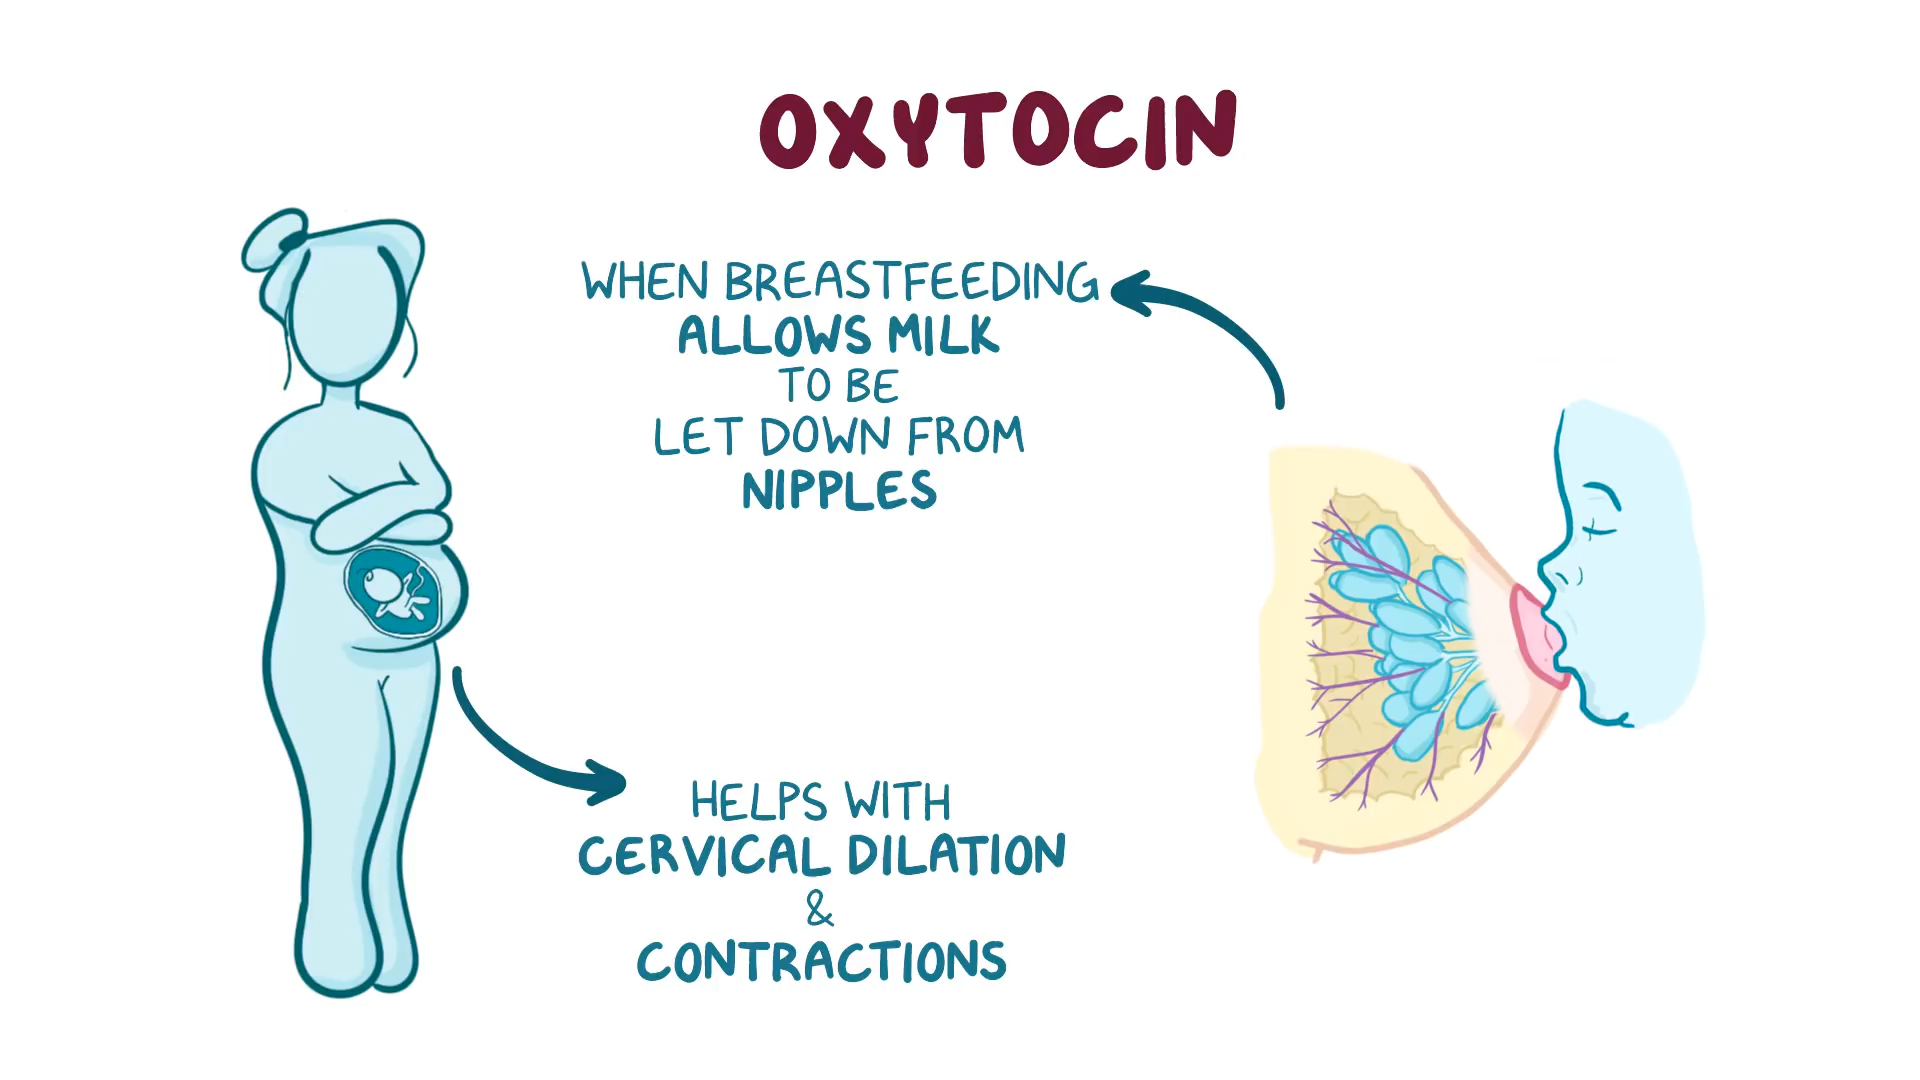 OXYTOCIN
WHEN BREASTFEEDING
ALLOWS MILK
TO BE
LET DOWN FROM
NIPPLES
HELPS WITH
CERVICAL DILATION
&
CONTRACTIONS